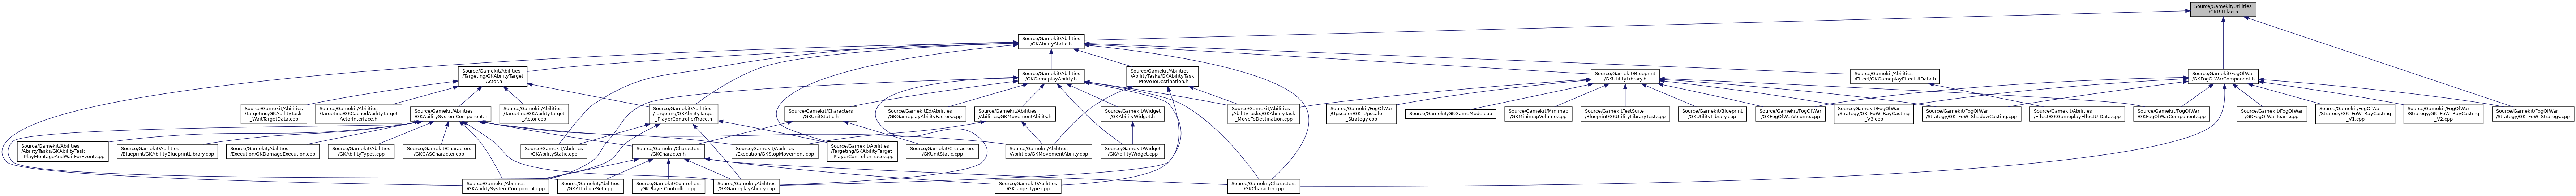 Source/Gamekit/Utilities
/GKBitFlag.h
Source/Gamekit/Abilities
/GKAbilityStatic.h
Source/Gamekit/Abilities
/Targeting/GKAbilityTarget
_Actor.h
Source/Gamekit/Abilities
/GKGameplayAbility.h
Source/Gamekit/Abilities
/AbilityTasks/GKAbilityTask
_MoveToDestination.h
Source/Gamekit/Blueprint
/GKUtilityLibrary.h
Source/Gamekit/Abilities
/Effect/GKGameplayEffectUIData.h
Source/Gamekit/FogOfWar
/GKFogOfWarComponent.h
Source/Gamekit/Abilities
/AbilityTasks/GKAbilityTask
_WaitTargetData.cpp
Source/Gamekit/Abilities
/Targeting/GKCachedAbilityTarget
ActorInterface.h
Source/Gamekit/Abilities
/GKAbilitySystemComponent.h
Source/Gamekit/Abilities
/Targeting/GKAbilityTarget
_Actor.cpp
Source/Gamekit/Abilities
/Targeting/GKAbilityTarget
_PlayerControllerTrace.h
Source/Gamekit/Characters
/GKUnitStatic.h
Source/GamekitEd/Abilities
/GKGameplayAbilityFactory.cpp
Source/Gamekit/Abilities
/Abilities/GKMovementAbility.h
Source/Gamekit/Widget
/GKAbilityWidget.h
Source/Gamekit/Abilities
/AbilityTasks/GKAbilityTask
_MoveToDestination.cpp
Source/Gamekit/FogOfWar
/Upscaler/GK_Upscaler
_Strategy.cpp
Source/Gamekit/GKGameMode.cpp
Source/Gamekit/Minimap
/GKMinimapVolume.cpp
Source/GamekitTestSuite
/Blueprint/GKUtilityLibraryTest.cpp
Source/Gamekit/Blueprint
/GKUtilityLibrary.cpp
Source/Gamekit/FogOfWar
/GKFogOfWarVolume.cpp
Source/Gamekit/FogOfWar
/Strategy/GK_FoW_RayCasting
_V3.cpp
Source/Gamekit/FogOfWar
/Strategy/GK_FoW_ShadowCasting.cpp
Source/Gamekit/Abilities
/Effect/GKGameplayEffectUIData.cpp
Source/Gamekit/FogOfWar
/GKFogOfWarComponent.cpp
Source/Gamekit/FogOfWar
/GKFogOfWarTeam.cpp
Source/Gamekit/FogOfWar
/Strategy/GK_FoW_RayCasting
_V1.cpp
Source/Gamekit/FogOfWar
/Strategy/GK_FoW_RayCasting
_V2.cpp
Source/Gamekit/FogOfWar
/Strategy/GK_FoW_Strategy.cpp
Source/Gamekit/Abilities
/AbilityTasks/GKAbilityTask
_PlayMontageAndWaitForEvent.cpp
Source/Gamekit/Abilities
/Blueprint/GKAbilityBlueprintLibrary.cpp
Source/Gamekit/Abilities
/Execution/GKDamageExecution.cpp
Source/Gamekit/Abilities
/GKAbilityTypes.cpp
Source/Gamekit/Characters
/GKGASCharacter.cpp
Source/Gamekit/Abilities
/GKAbilityStatic.cpp
Source/Gamekit/Characters
/GKCharacter.h
Source/Gamekit/Abilities
/Execution/GKStopMovement.cpp
Source/Gamekit/Abilities
/Targeting/GKAbilityTarget
_PlayerControllerTrace.cpp
Source/Gamekit/Characters
/GKUnitStatic.cpp
Source/Gamekit/Abilities
/Abilities/GKMovementAbility.cpp
Source/Gamekit/Widget
/GKAbilityWidget.cpp
Source/Gamekit/Abilities
/GKAbilitySystemComponent.cpp
Source/Gamekit/Abilities
/GKAttributeSet.cpp
Source/Gamekit/Controllers
/GKPlayerController.cpp
Source/Gamekit/Abilities
/GKGameplayAbility.cpp
Source/Gamekit/Abilities
/GKTargetType.cpp
Source/Gamekit/Characters
/GKCharacter.cpp